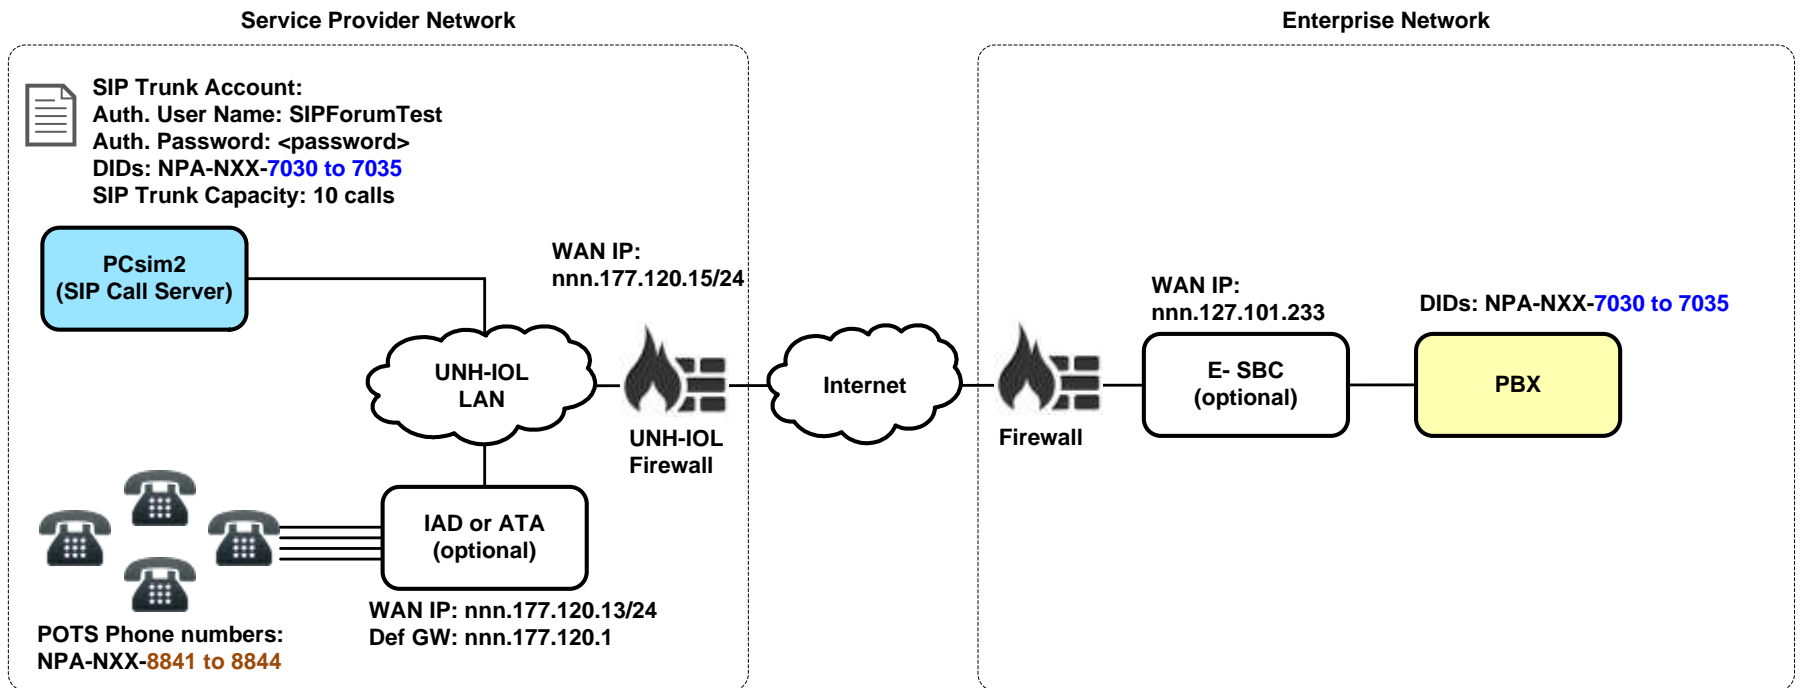 Service Provider Network
Enterprise Network
SIP Trunk Account:
Auth. User Name: SIPForumTest
Auth. Password: <password>
DIDs: NPA-NXX-7030 to 7035
SIP Trunk Capacity: 10 calls
PCsim2
(SIP Call Server)
WAN IP:
nnn.177.120.15/24
UNH-IOL
LAN
UNH-IOL
Firewall
Internet
Firewall
WAN IP:
nnn.127.101.233
E- SBC
(optional)
DIDs: NPA-NXX-7030 to 7035
PBX
IAD or ATA
(optional)
WAN IP: nnn.177.120.13/24
Def GW: nnn.177.120.1
POTS Phone numbers:
NPA-NXX-8841 to 8844